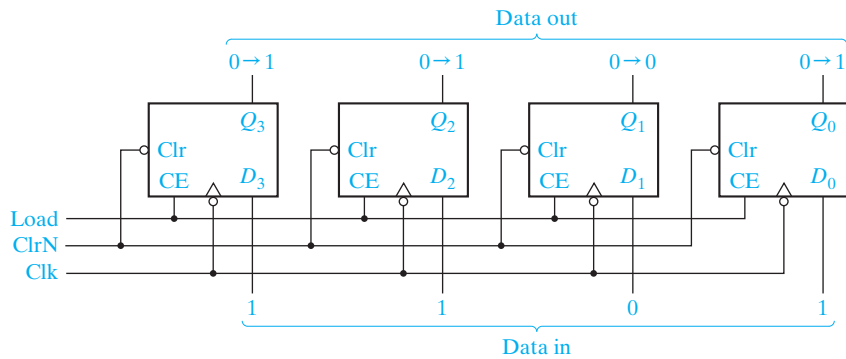 Data out
0→1 0→1 0→0 0→1
Q3 Q2 Q1 Q0
Clr Clr Clr Clr
CE D3 CE D2 CE D1 CE D0
Load
ClrN
Clk
1 1 0 1
Data in